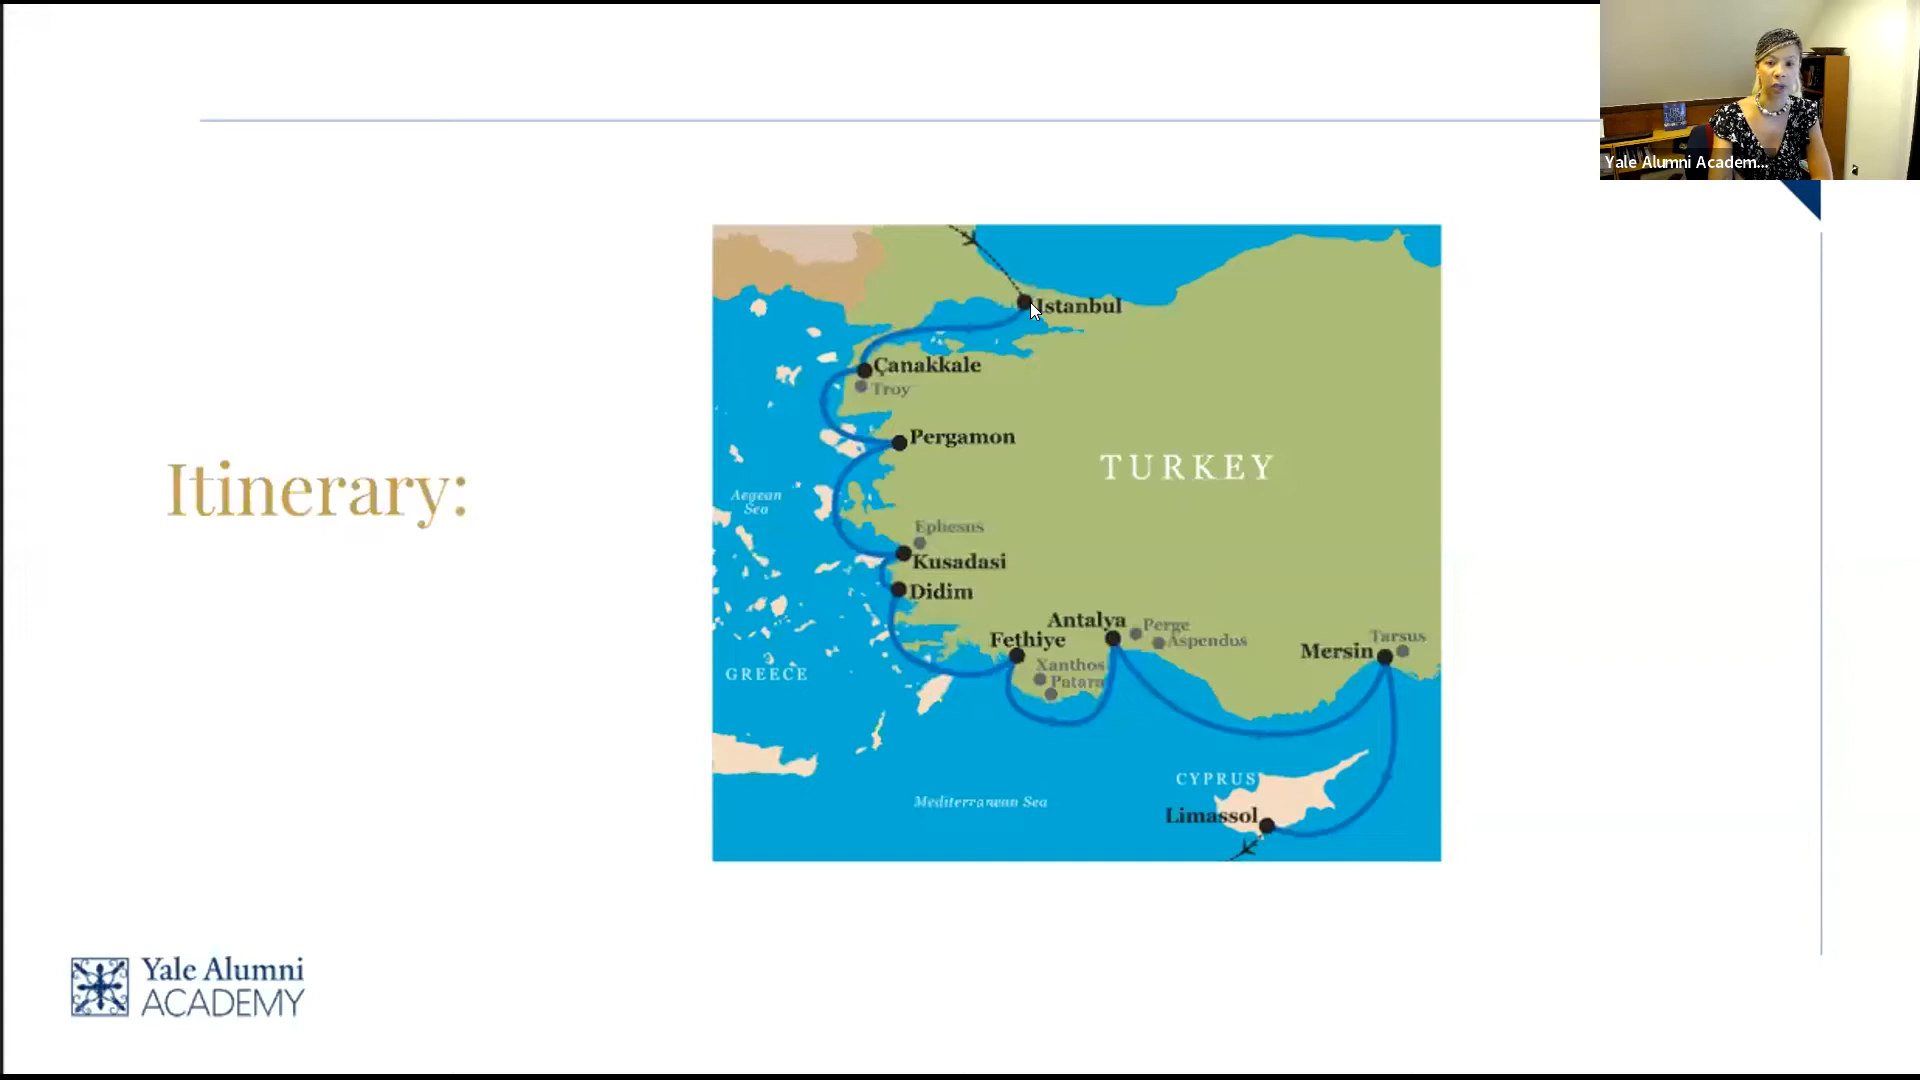 Yale Alumni Academ...
Istanbul
Çanakkale
Troy
Pergamon
TURKEY
Itinerary:
Aegean
Sea
Ephesus
Kusadasi
Didim
Antalya
Perge
Aspendus
Fethiye
Xanthos
Patara
Mersin
Tarsus
GREECE
CYPRUS
Mediterranean Sea
Limassol
Yale Alumni
ACADEMY